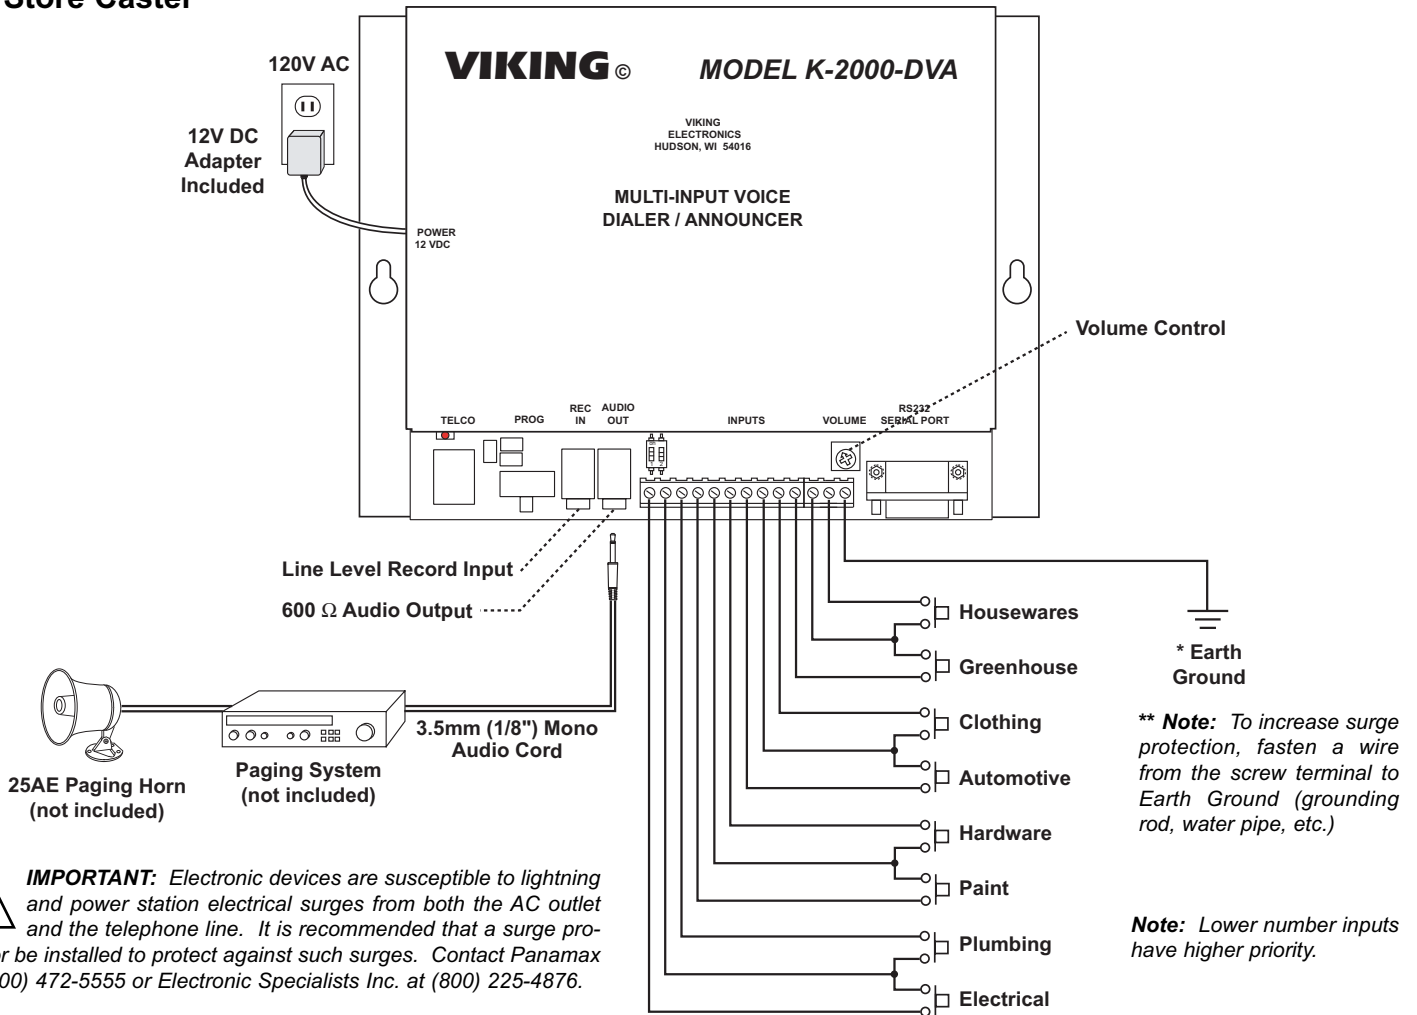 Store Caster
120V AC
12V DC
Adapter
Included
VIKING ©
MODEL K-2000-DVA
VIKING
ELECTRONICS
HUDSON, WI 54016
MULTI-INPUT VOICE
DIALER / ANNOUNCER
POWER
12 VDC
Volume Control
TELCO
PROG
REC
IN
AUDIO
OUT
INPUTS
VOLUME
RS232
SERIAL PORT
Line Level Record Input
600 Ω Audio Output
Housewares
Greenhouse
Clothing
Automotive
Hardware
Paint
Plumbing
Electrical
* Earth
Ground
3.5mm (1/8") Mono
Audio Cord
25AE Paging Horn
(not included)
Paging System
(not included)
** Note: To increase surge
protection, fasten a wire
from the screw terminal to
Earth Ground (grounding
rod, water pipe, etc.)
IMPORTANT: Electronic devices are susceptible to lightning
and power station electrical surges from both the AC outlet
and the telephone line. It is recommended that a surge pro-
or be installed to protect against such surges. Contact Panamax
00) 472-5555 or Electronic Specialists Inc. at (800) 225-4876.
Note: Lower number inputs
have higher priority.